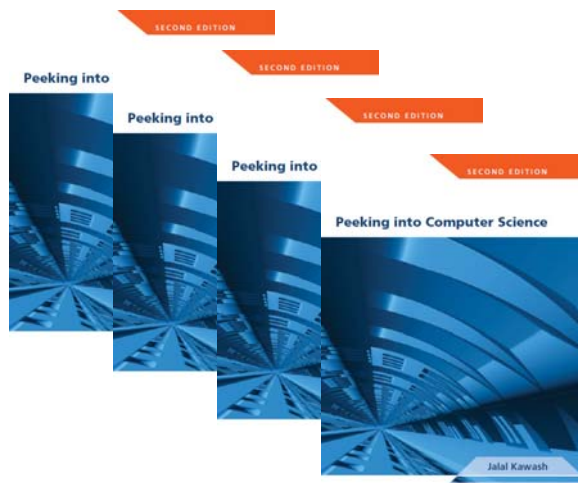 SECOND EDITION
Peeking into
SECOND EDITION
Peeking into
SECOND EDITION
Peeking into
SECOND EDITION
Peeking into Computer Science
Jalal Kawash